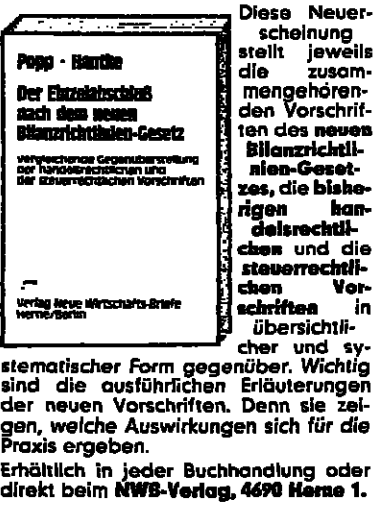 Popp · Hantke
Der Einzelabschluß
nach dem neuen
Bilanzrichtlinien-Gesetz
Vergleichende Gegenüberstellung
der handelsrechtlichen und
der steuerrechtlichen Vorschriften
Verlag Neue Wirtschafts-Briefe
Herne/Berlin
Diese Neuer-
scheinung
stellt jeweils
die zusam-
mengehören-
den Vorschrif-
ten des neuen
Bilanzrichtli-
nien-Geset-
zes, die bishe-
rigen han-
delsrechtli-
chen und die
steuerrechtli-
chen Vor-
schriften in
übersichtli-
cher und sy-
stematischer Form gegenüber. Wichtig
sind die ausführlichen Erläuterungen
der neuen Vorschriften. Denn sie zei-
gen, welche Auswirkungen sich für die
Praxis ergeben.
Erhältlich in jeder Buchhandlung oder
direkt beim NWB-Verlag, 4690 Herne 1.